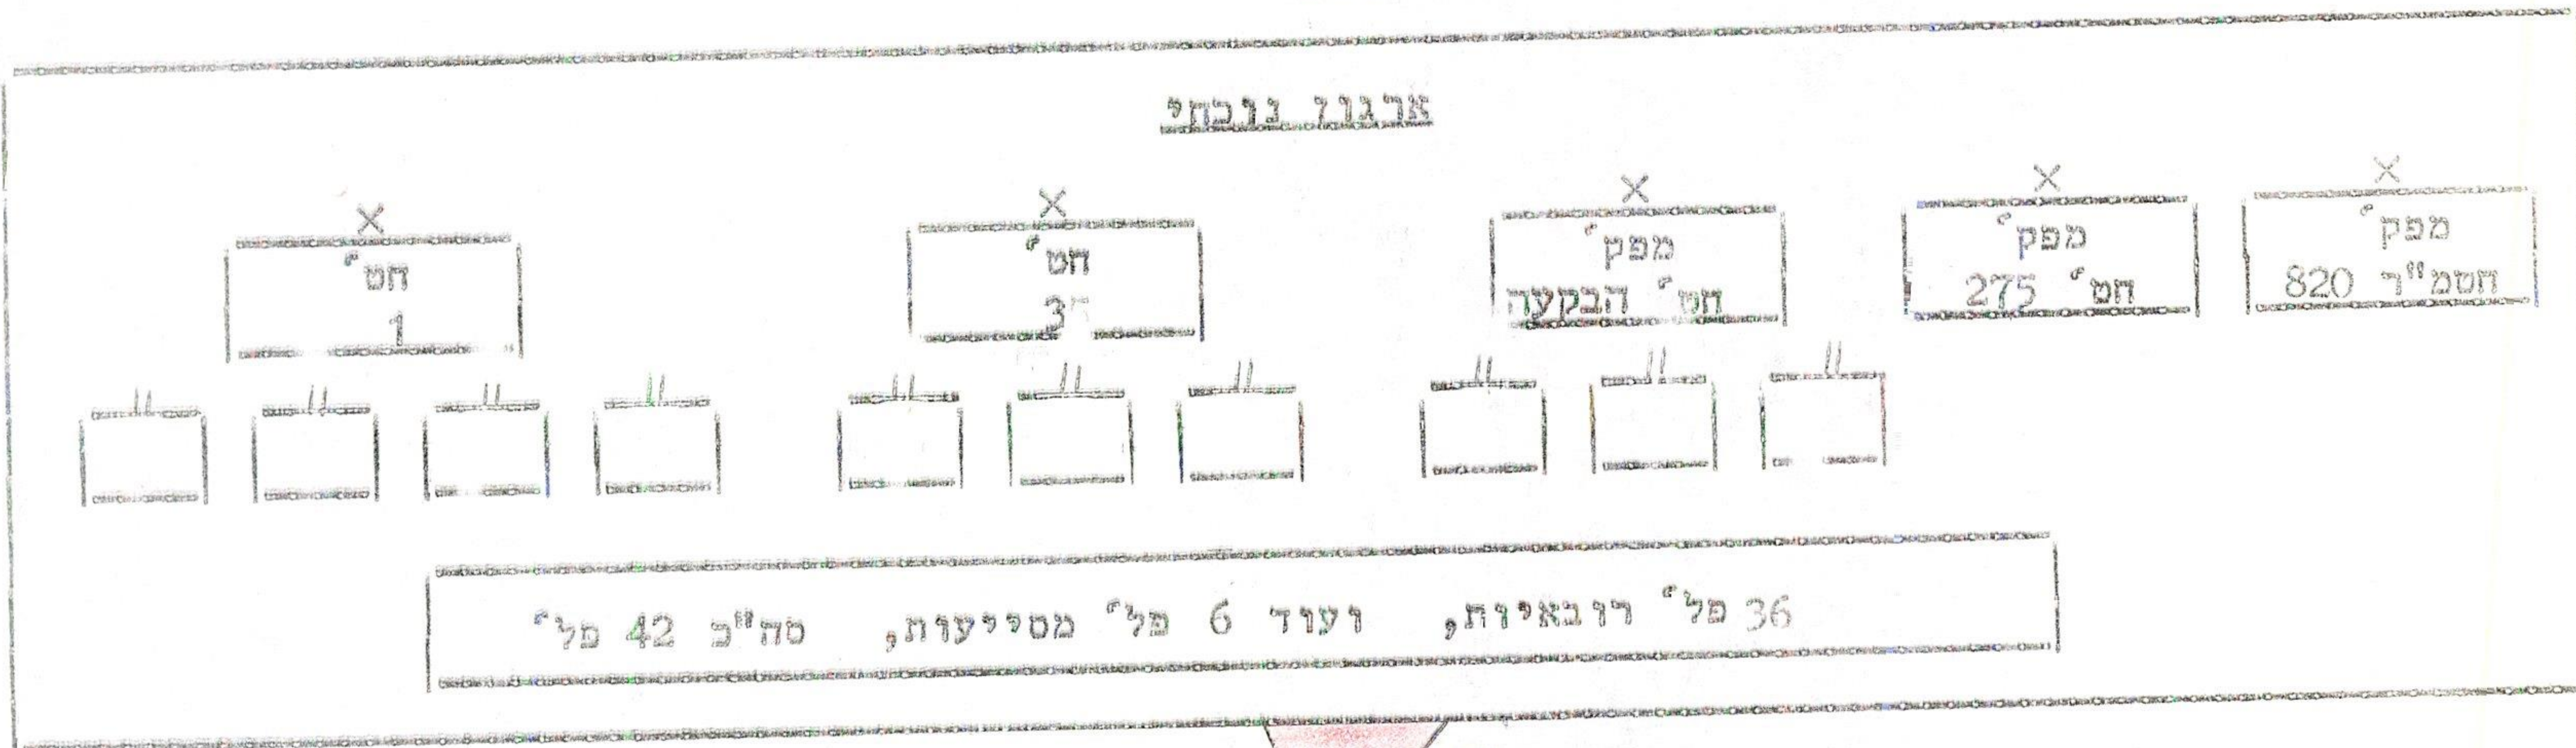 ארגון נוכחי
X
מפק'
חטמ"ר 820
X
מפק'
חט' 275
X
מפק'
חט' הבקעה
X
חט'
3
X
חט'
1
36 פל' רובאיות, ועוד 6 פל' מסייעות, סה"כ 42 פל'